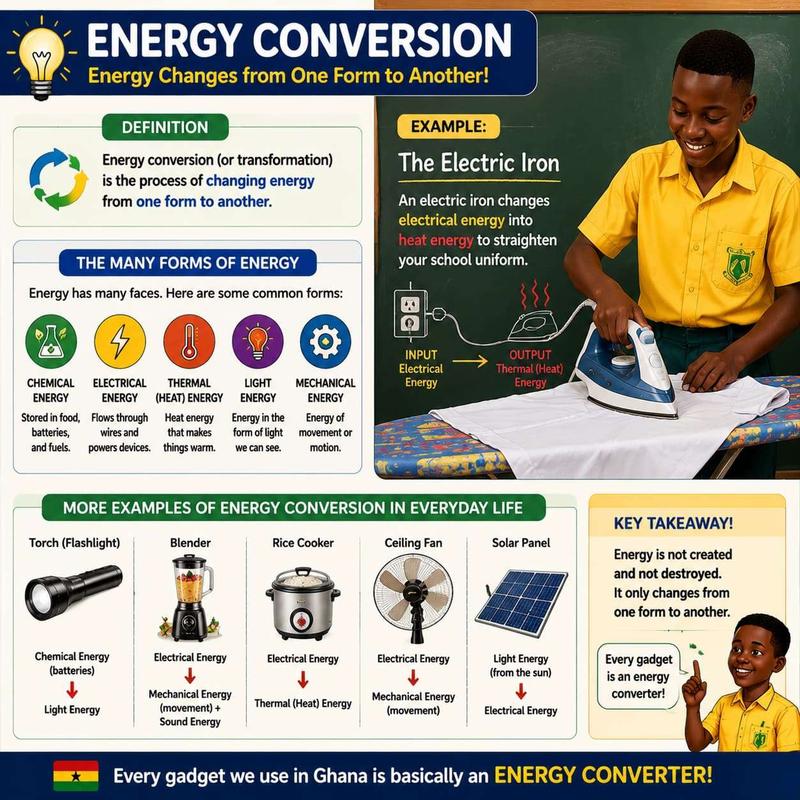 ENERGY CONVERSION
Energy Changes from One Form to Another!
DEFINITION
Energy conversion (or transformation)
is the process of changing energy
from one form to another.
THE MANY FORMS OF ENERGY
Energy has many faces. Here are some common forms:
CHEMICAL
ENERGY
Stored in food,
batteries,
and fuels.
ELECTRICAL
ENERGY
Flows through
wires and
powers devices.
THERMAL
(HEAT) ENERGY
Heat energy
that makes
things warm.
LIGHT
ENERGY
Energy in the
form of light
we can see.
MECHANICAL
ENERGY
Energy of
movement or
motion.
EXAMPLE:
The Electric Iron
An electric iron changes
electrical energy into
heat energy to straighten
your school uniform.
INPUT
Electrical
Energy
OUTPUT
Thermal (Heat)
Energy
MORE EXAMPLES OF ENERGY CONVERSION IN EVERYDAY LIFE
Torch (Flashlight)
Chemical Energy
(batteries)
Light Energy
Blender
Electrical Energy
Mechanical Energy
(movement) +
Sound Energy
Rice Cooker
Electrical Energy
Thermal (Heat) Energy
Ceiling Fan
Electrical Energy
Mechanical Energy
(movement)
Solar Panel
Light Energy
(from the sun)
Electrical Energy
KEY TAKEAWAY!
Energy is not created
and not destroyed.
It only changes from
one form to another.
Every gadget
is an energy
converter!
Every gadget we use in Ghana is basically an ENERGY CONVERTER!